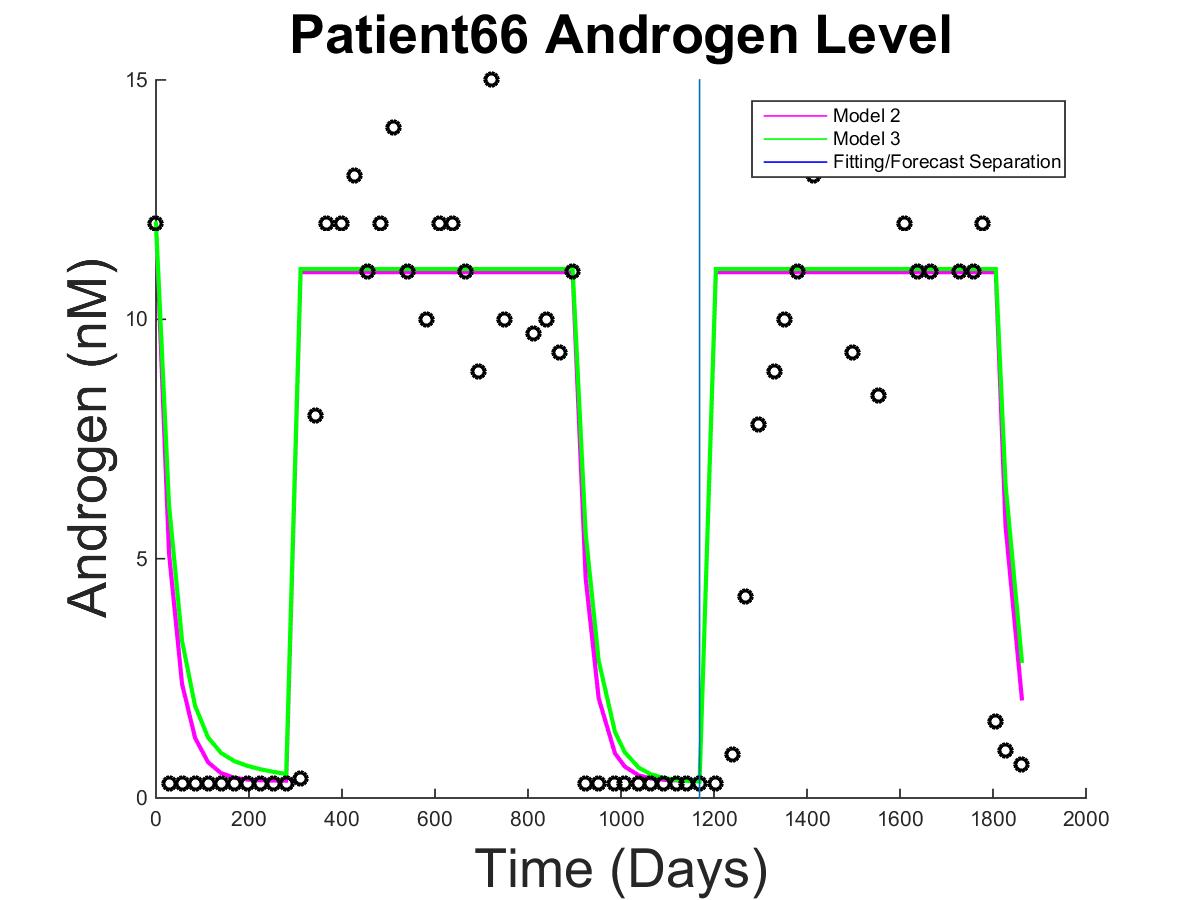 Patient66 Androgen Level
15
10
5
0
Androgen (nM)
Model 2
Model 3
Fitting/Forecast Separation
0 200 400 600 800 1000 1200 1400 1600 1800 2000
Time (Days)